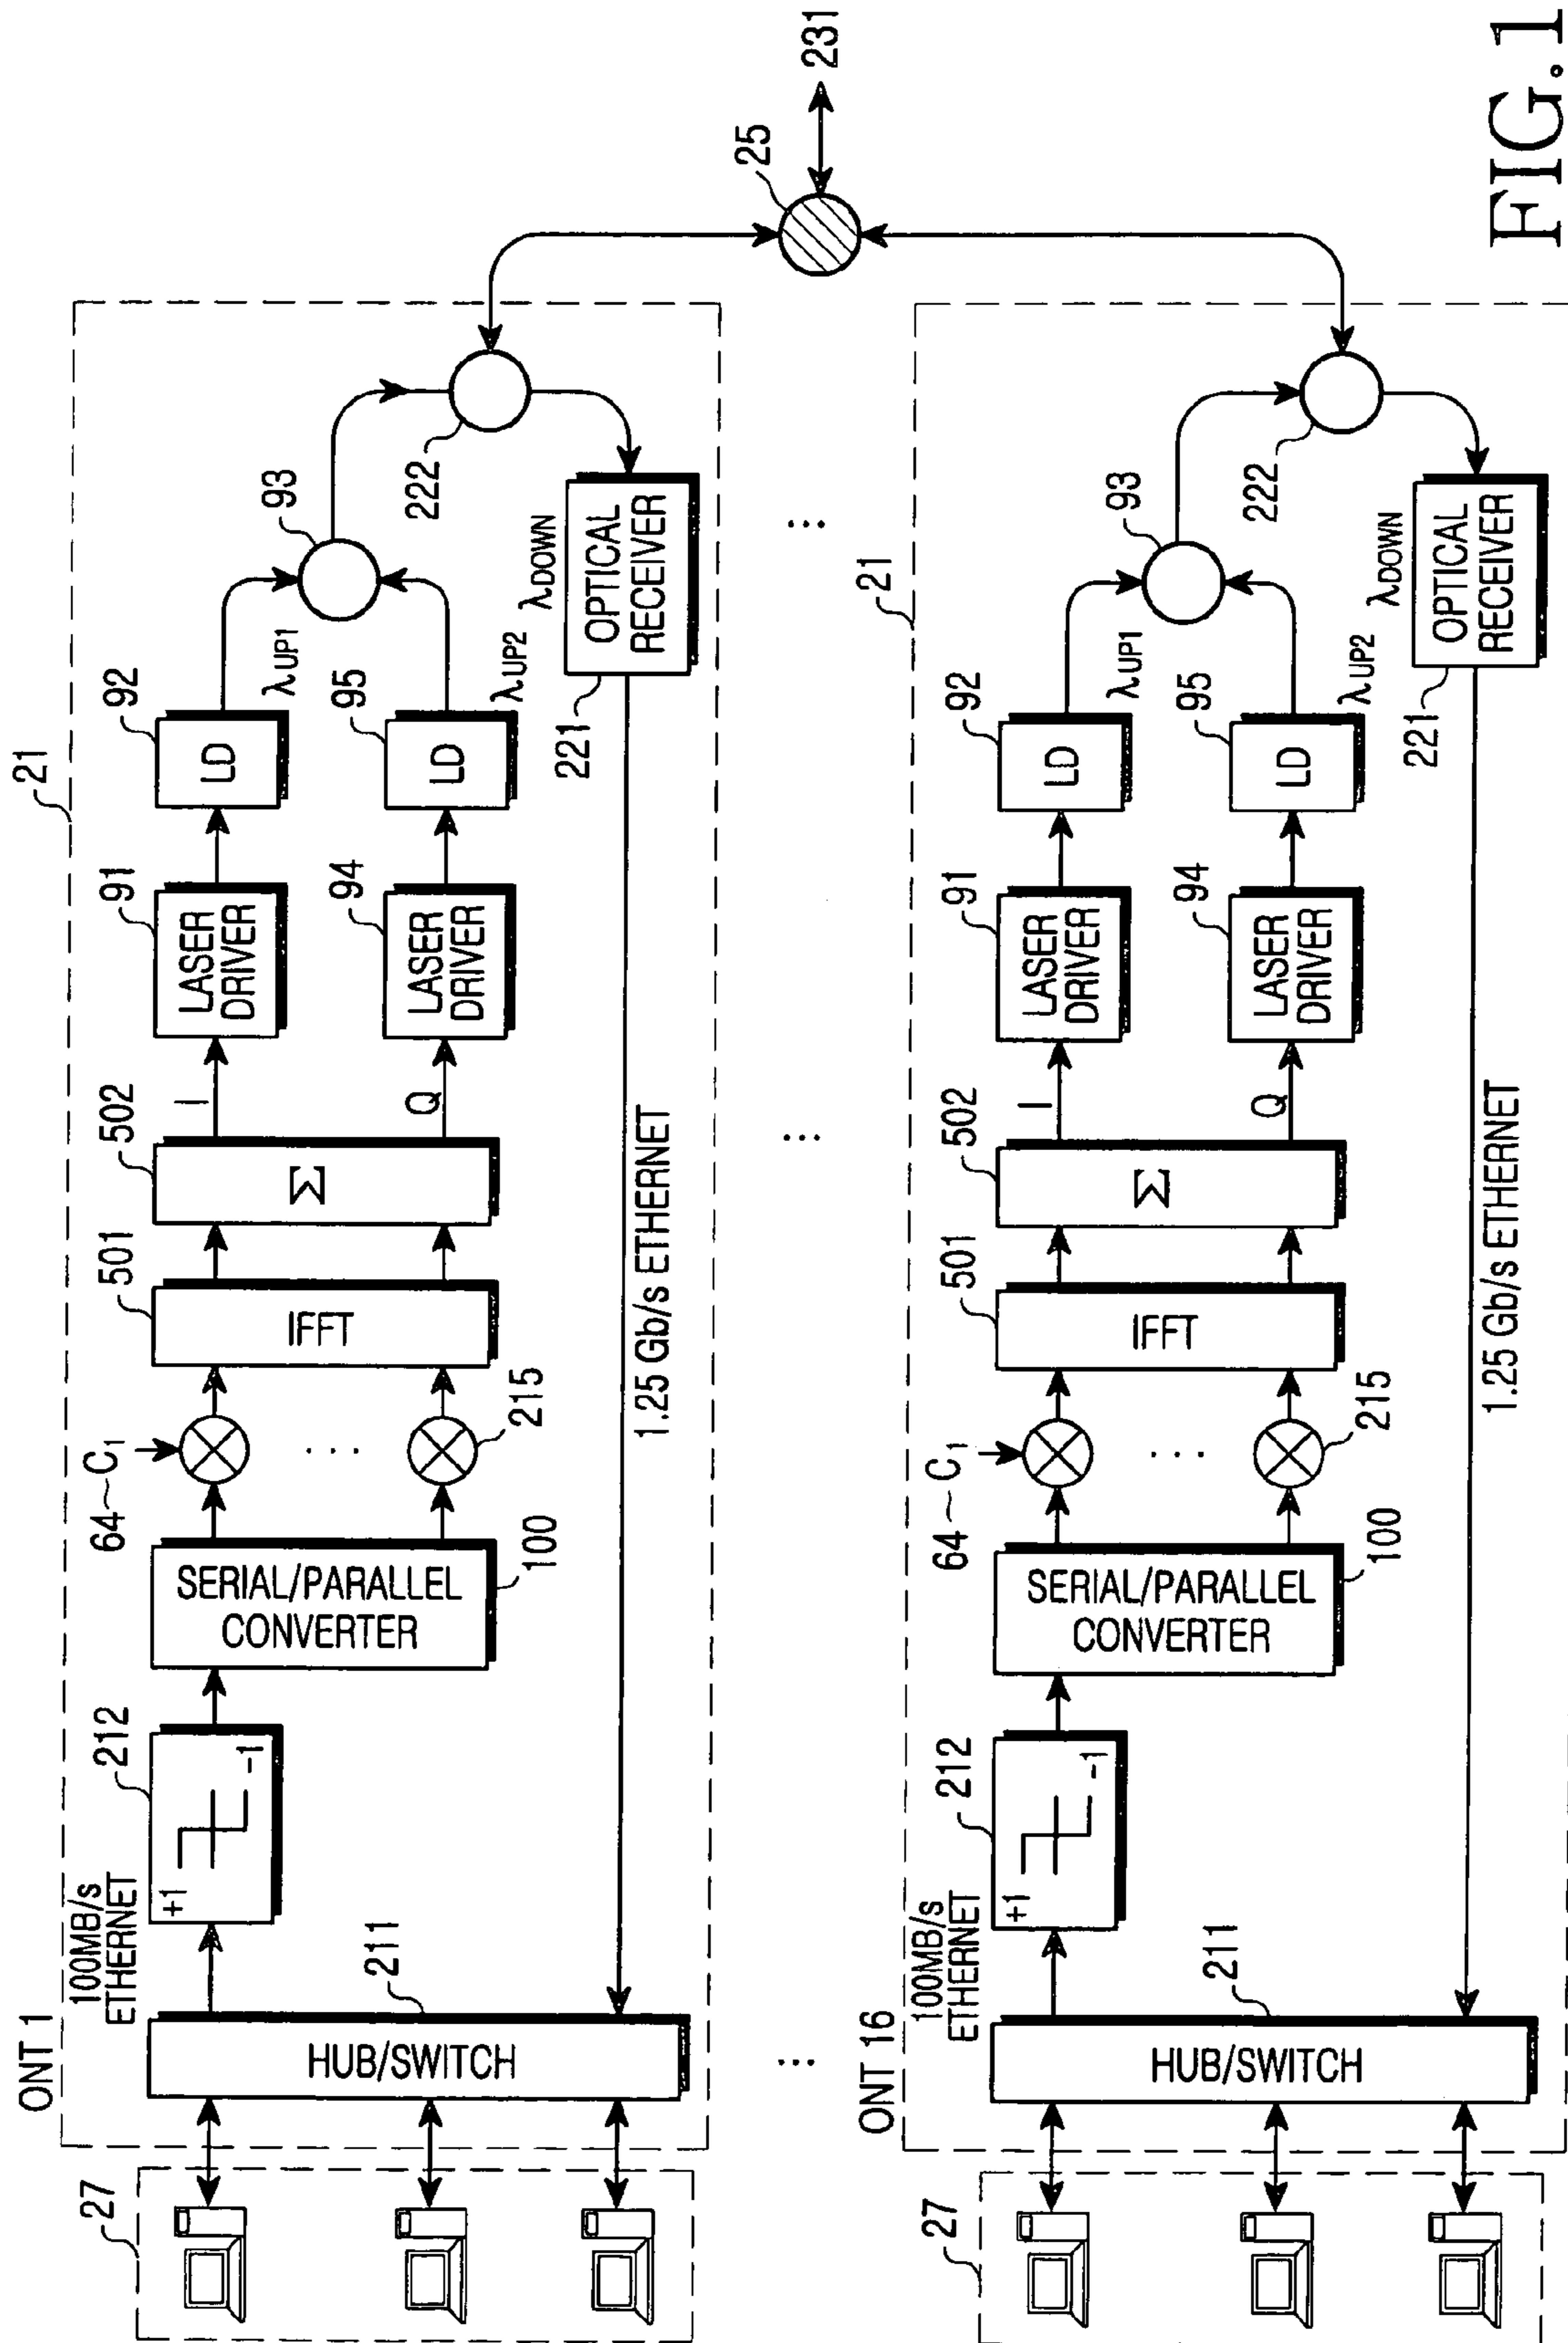 ONT 1
21
27
HUB/SWITCH
211
100MB/s
ETHERNET
+1
-1
212
SERIAL/PARALLEL
CONVERTER
100
64
C1
...
215
IFFT
501
Σ
502
I
Q
LASER
DRIVER
91
LASER
DRIVER
94
LD
92
LD
95
λUP1
λUP2
93
222
λDOWN
OPTICAL
RECEIVER
221
1.25 Gb/s ETHERNET
25
231
...
...
...
ONT 16
21
27
HUB/SWITCH
211
100MB/s
ETHERNET
+1
-1
212
SERIAL/PARALLEL
CONVERTER
100
64
C1
...
215
IFFT
501
Σ
502
I
Q
LASER
DRIVER
91
LASER
DRIVER
94
LD
92
LD
95
λUP1
λUP2
93
222
λDOWN
OPTICAL
RECEIVER
221
1.25 Gb/s ETHERNET
FIG.1